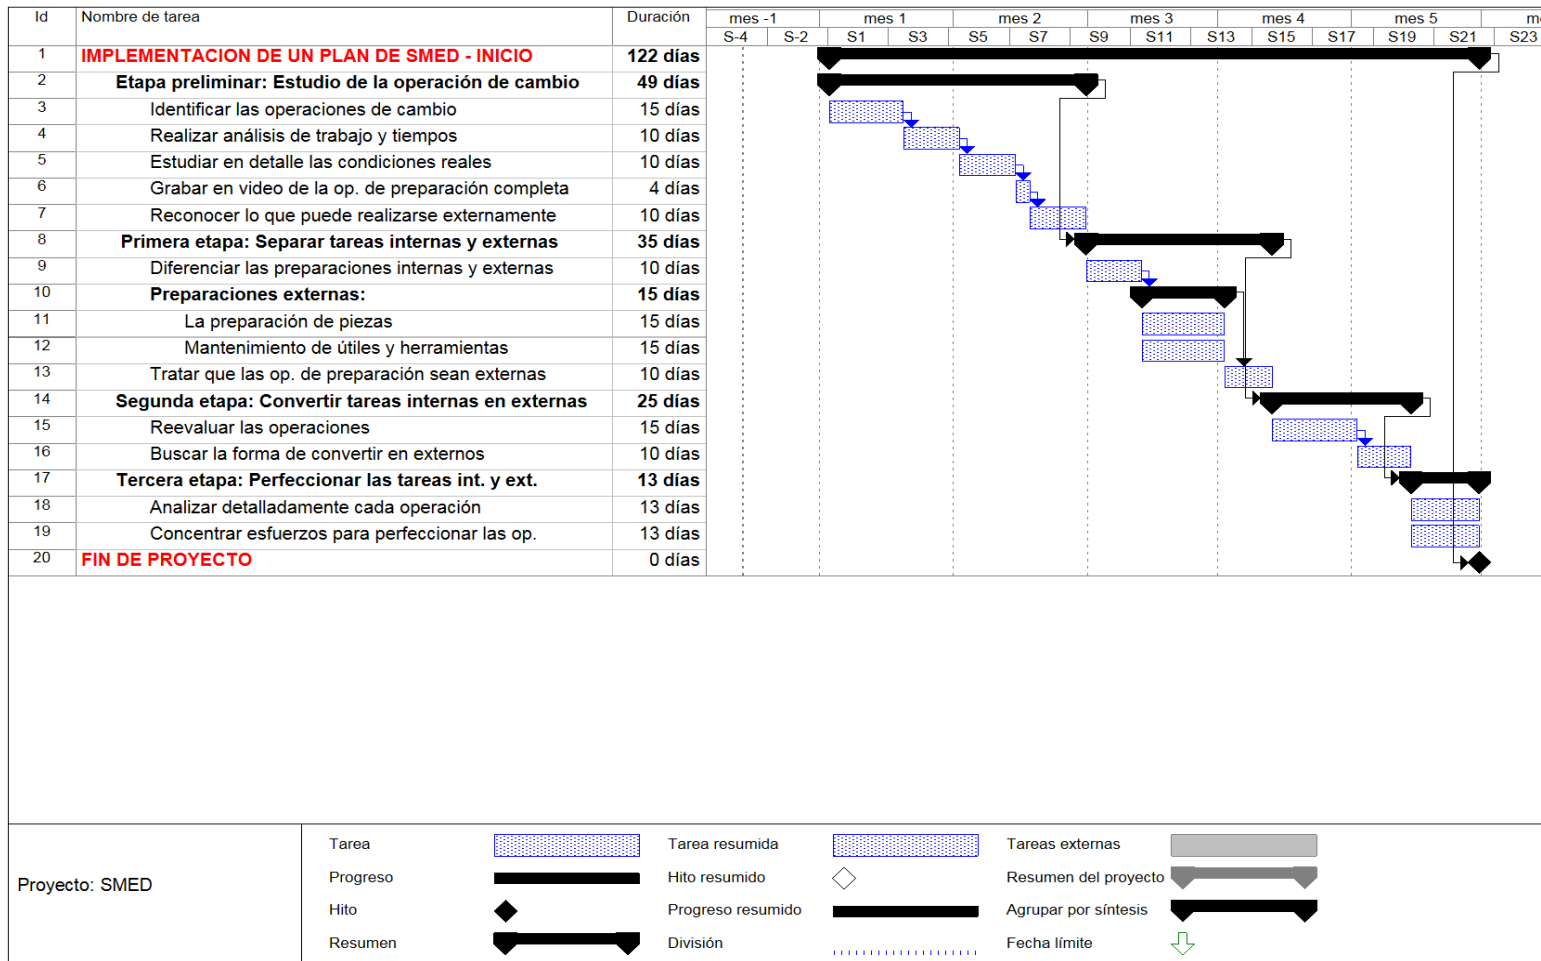 Id Nombre de tarea Duración mes -1 mes 1 mes 2 mes 3 mes 4 mes 5
S-4 S-2 S1 S3 S5 S7 S9 S11 S13 S15 S17 S19 S21 S23
1 IMPLEMENTACION DE UN PLAN DE SMED - INICIO 122 días
2 Etapa preliminar: Estudio de la operación de cambio 49 días
3 Identificar las operaciones de cambio 15 días
4 Realizar análisis de trabajo y tiempos 10 días
5 Estudiar en detalle las condiciones reales 10 días
6 Grabar en video de la op. de preparación completa 4 días
7 Reconocer lo que puede realizarse externamente 10 días
8 Primera etapa: Separar tareas internas y externas 35 días
9 Diferenciar las preparaciones internas y externas 10 días
10 Preparaciones externas: 15 días
11 La preparación de piezas 15 días
12 Mantenimiento de útiles y herramientas 15 días
13 Tratar que las op. de preparación sean externas 10 días
14 Segunda etapa: Convertir tareas internas en externas 25 días
15 Reevaluar las operaciones 15 días
16 Buscar la forma de convertir en externos 10 días
17 Tercera etapa: Perfeccionar las tareas int. y ext. 13 días
18 Analizar detalladamente cada operación 13 días
19 Concentrar esfuerzos para perfeccionar las op. 13 días
20 FIN DE PROYECTO 0 días
Proyecto: SMED
Tarea Tarea resumida Tareas externas
Progreso Hito resumido Resumen del proyecto
Hito Progreso resumido Agrupar por síntesis
Resumen División Fecha límite